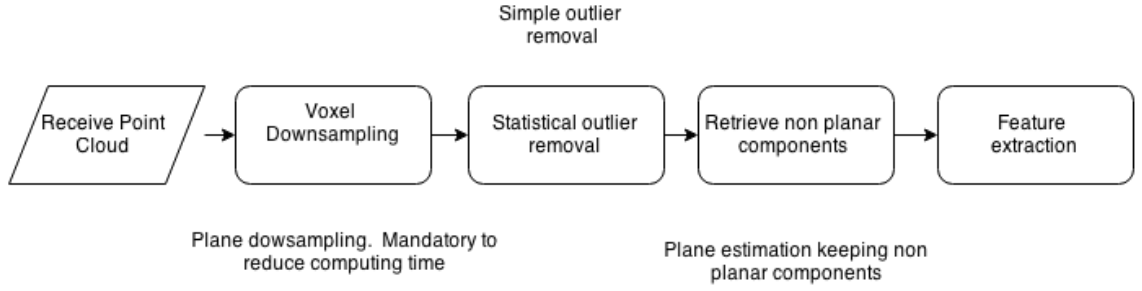 Simple outlier
removal
Receive Point
Cloud
Voxel
Downsampling
Statistical outlier
removal
Retrieve non planar
components
Feature
extraction
Plane dowsampling. Mandatory to
reduce computing time
Plane estimation keeping non
planar components